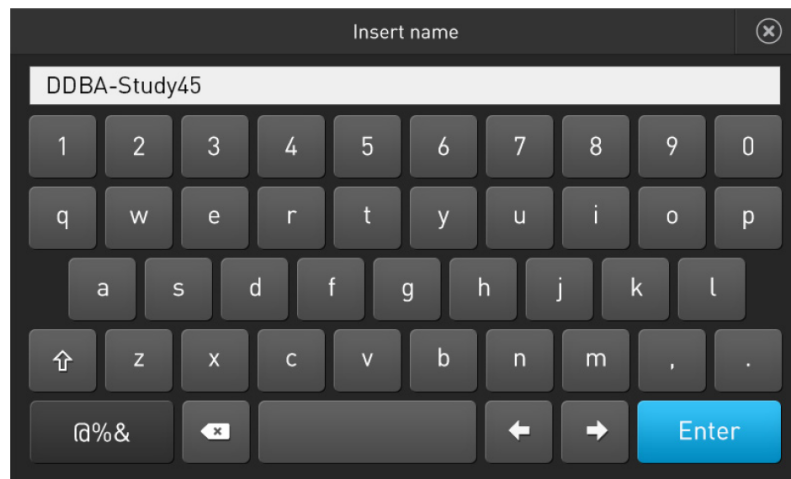 Insert name
DDBA-Study45
1 2 3 4 5 6 7 8 9 0
q w e r t y u i o p
a s d f g h j k l
z x c v b n m , .
@%& Enter